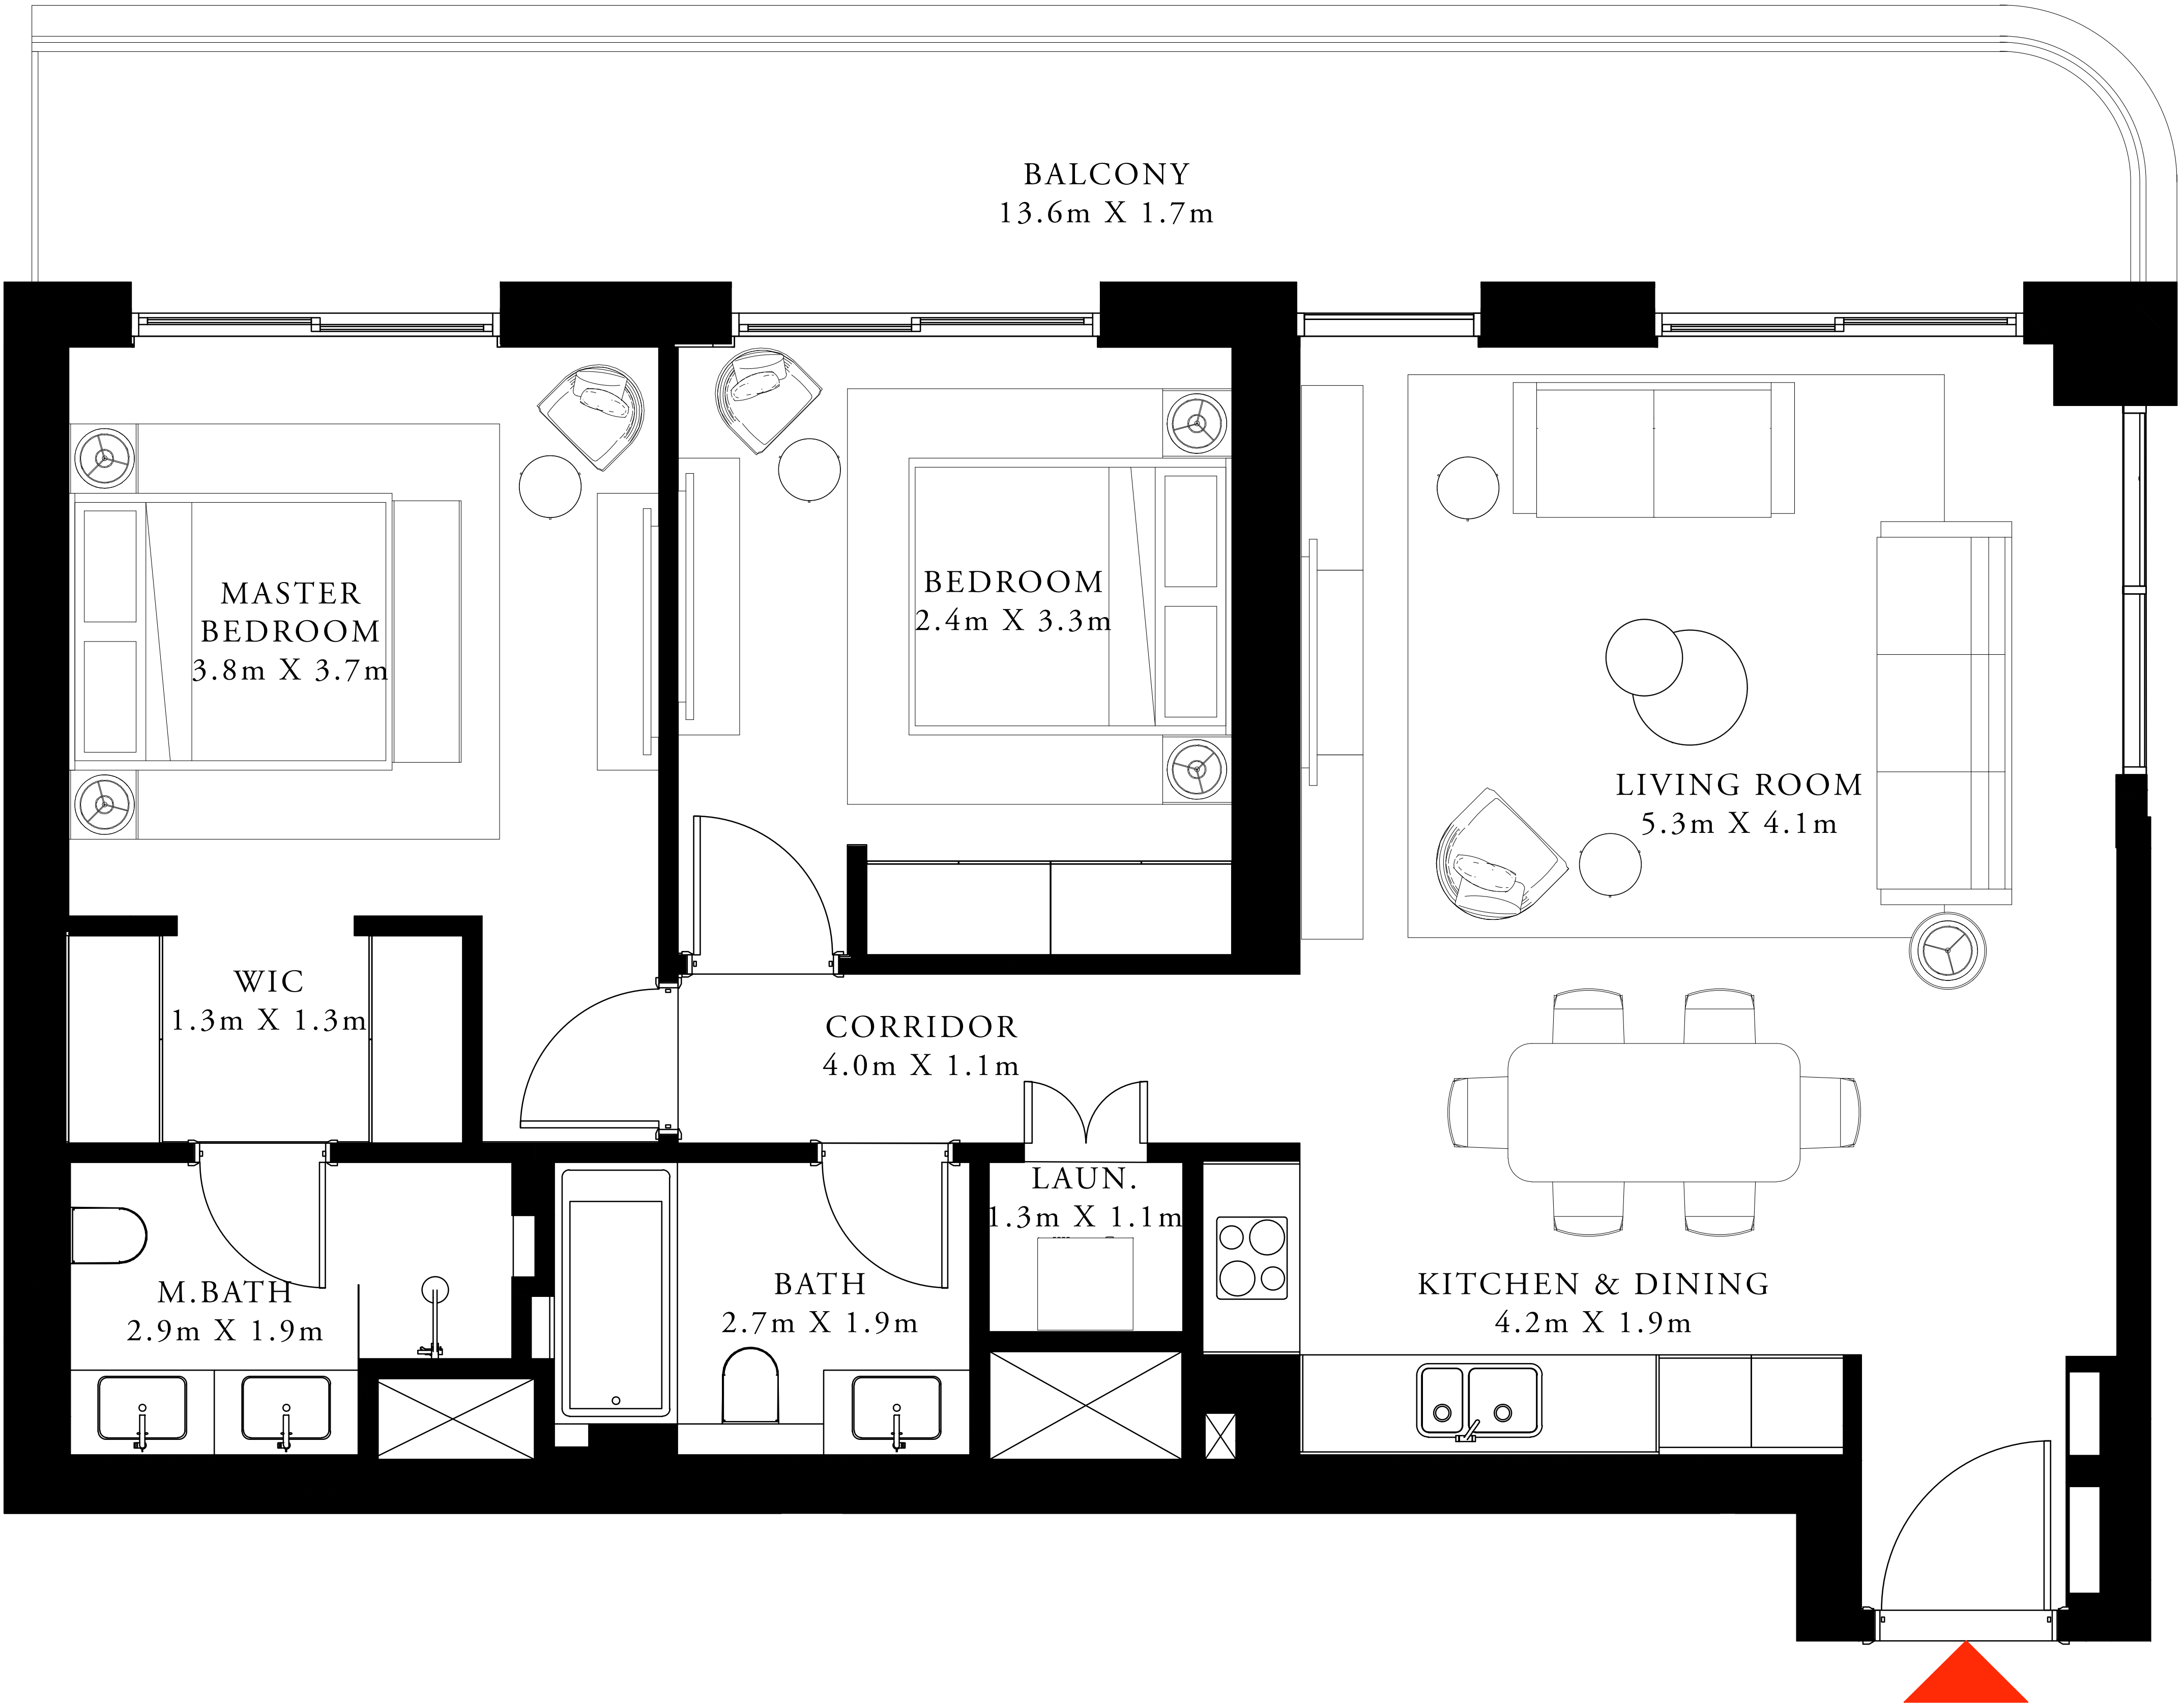 BALCONY
13.6m X 1.7m
MASTER
BEDROOM
3.8m X 3.7m
BEDROOM
2.4m X 3.3m
LIVING ROOM
5.3m X 4.1m
WIC
1.3m X 1.3m
CORRIDOR
4.0m X 1.1m
LAUN.
1.3m X 1.1m
M.BATH
2.9m X 1.9m
BATH
2.7m X 1.9m
KITCHEN & DINING
4.2m X 1.9m